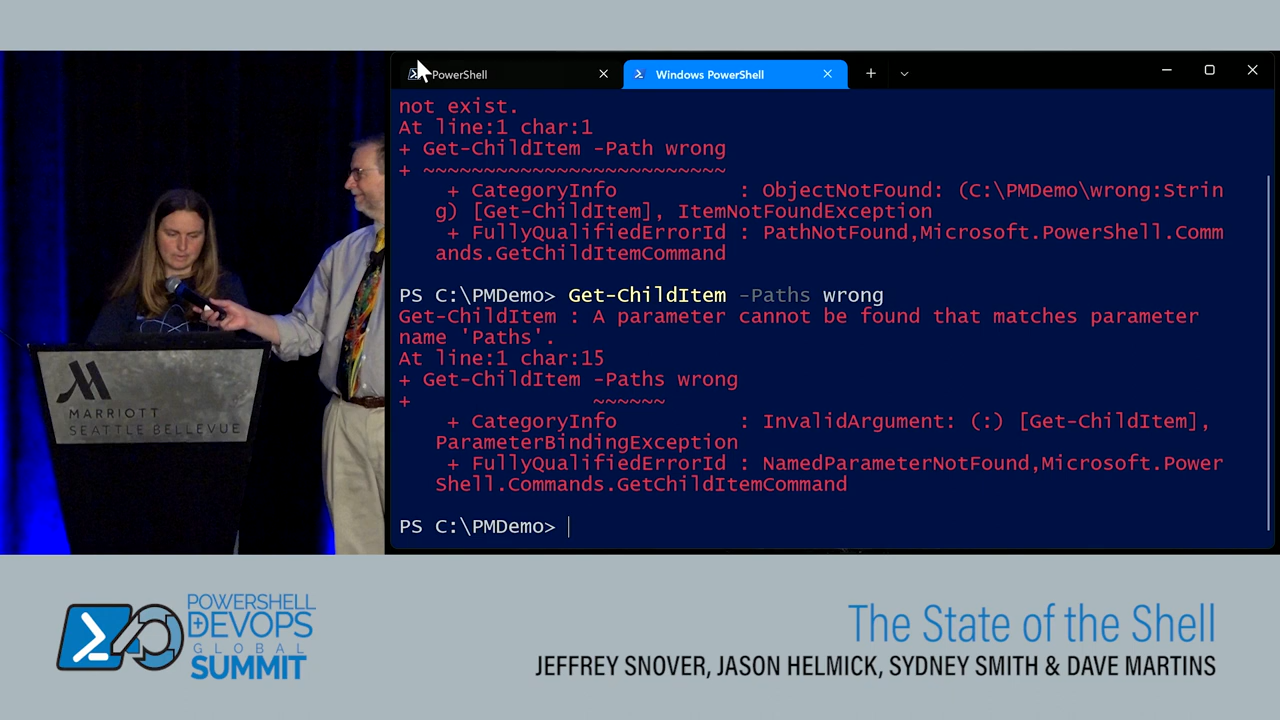 PowerShell
Windows PowerShell
not exist.
At line:1 char:1
+ Get-ChildItem -Path wrong
+ ~~~~~~~~~~~~~~~~~~~~~~~~~
+ CategoryInfo : ObjectNotFound: (C:\PMDemo\wrong:Strin
g) [Get-ChildItem], ItemNotFoundException
+ FullyQualifiedErrorId : PathNotFound,Microsoft.PowerShell.Comm
ands.GetChildItemCommand
PS C:\PMDemo> Get-ChildItem -Paths wrong
Get-ChildItem : A parameter cannot be found that matches parameter
name 'Paths'.
At line:1 char:15
+ Get-ChildItem -Paths wrong
+ ~~~~~~
+ CategoryInfo : InvalidArgument: (:) [Get-ChildItem],
ParameterBindingException
+ FullyQualifiedErrorId : NamedParameterNotFound,Microsoft.Power
Shell.Commands.GetChildItemCommand
PS C:\PMDemo>
MARRIOTT
SEATTLE BELLEVUE
POWERSHELL
DEVOPS
GLOBAL
SUMMIT
The State of the Shell
JEFFREY SNOVER, JASON HELMICK, SYDNEY SMITH & DAVE MARTINS